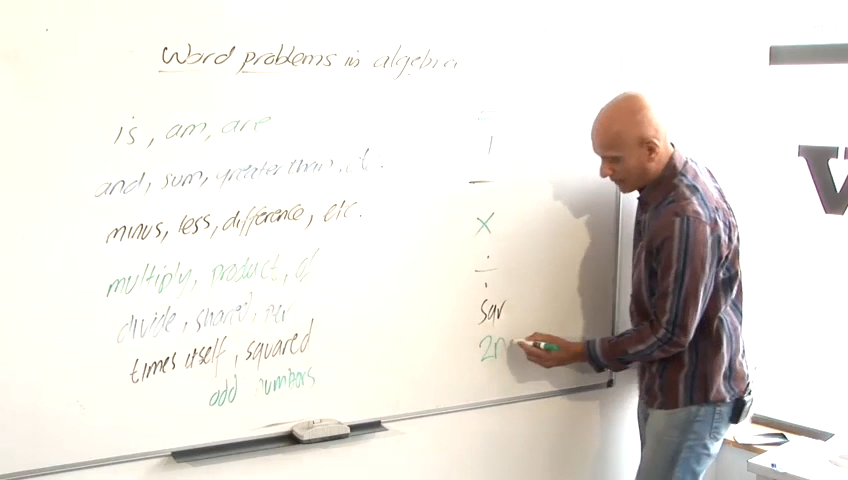 Word problems in algebra
is, am, are =
and, sum, greater than, etc. |
minus, less, difference, etc. —
multiply, product, of ×
divide, shared, per ÷
times itself, squared sqr
odd numbers 2n